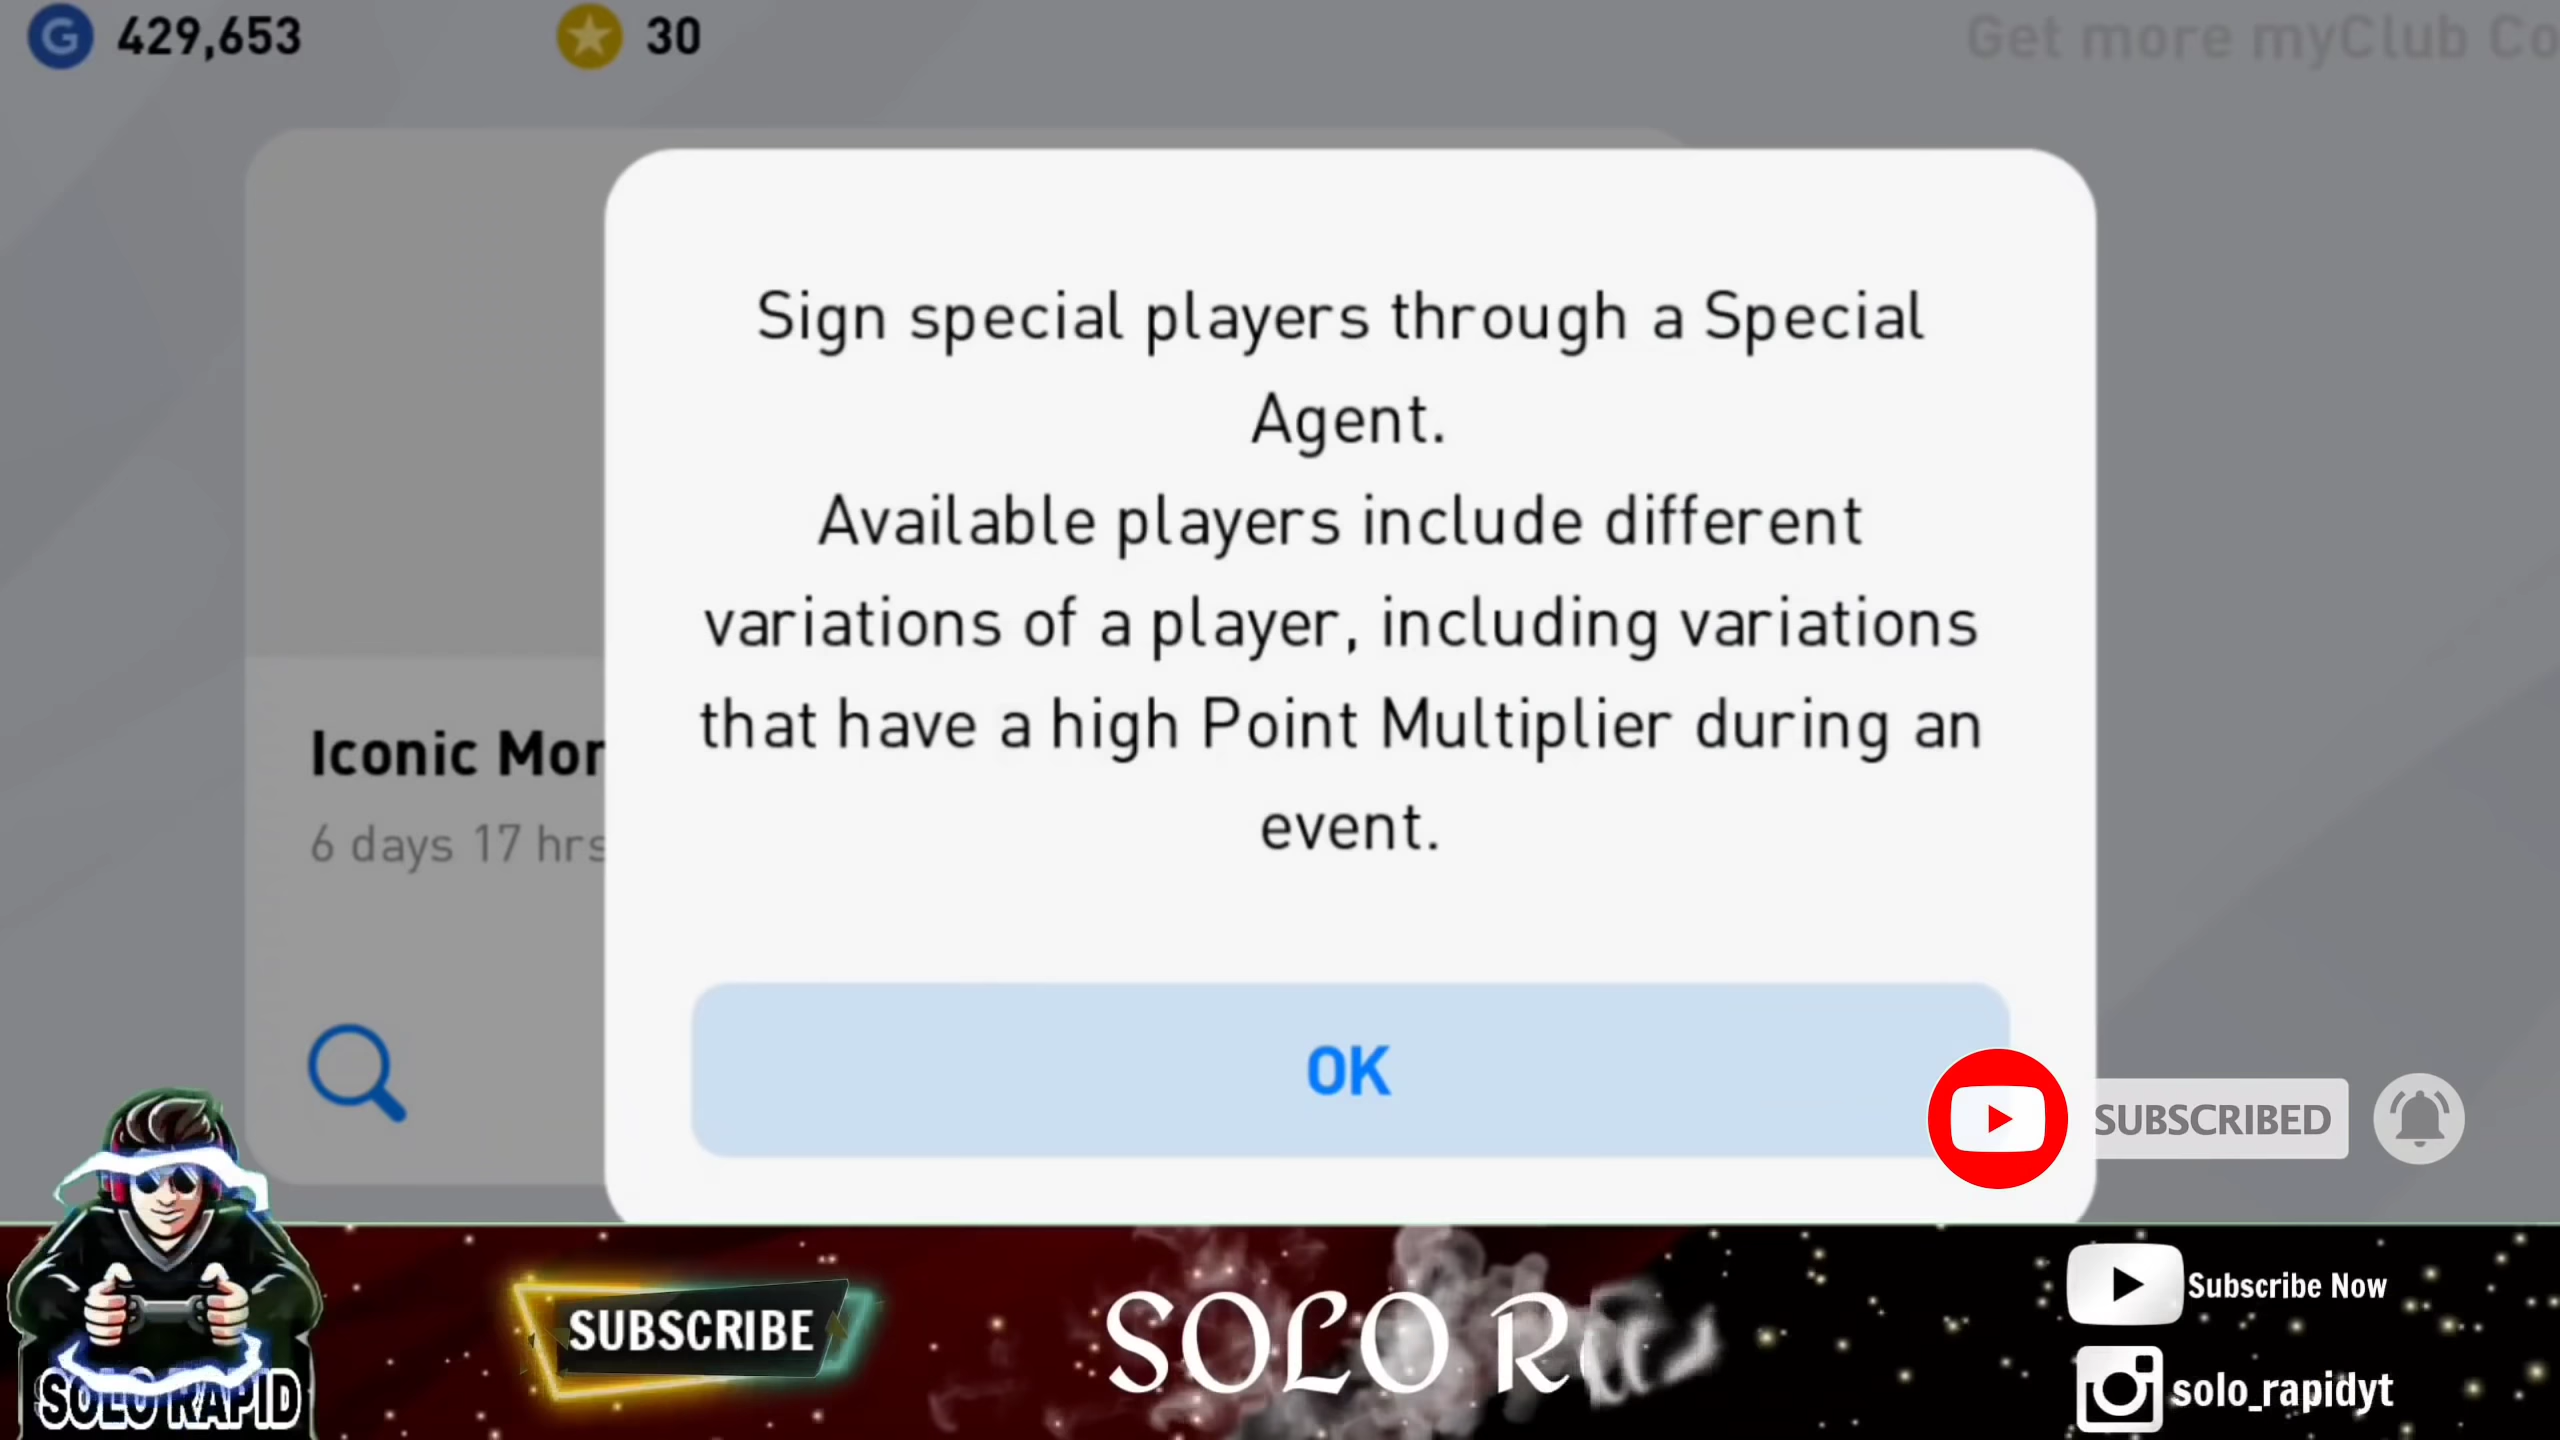 G 429,653 30 Get more myClub Co
Sign special players through a Special
Agent.
Available players include different
variations of a player, including variations
that have a high Point Multiplier during an
event.
Iconic Mor
6 days 17 hrs
OK
SUBSCRIBED
SUBSCRIBE
SOLO R
Subscribe Now
SOLO RAPID
solo_rapidyt